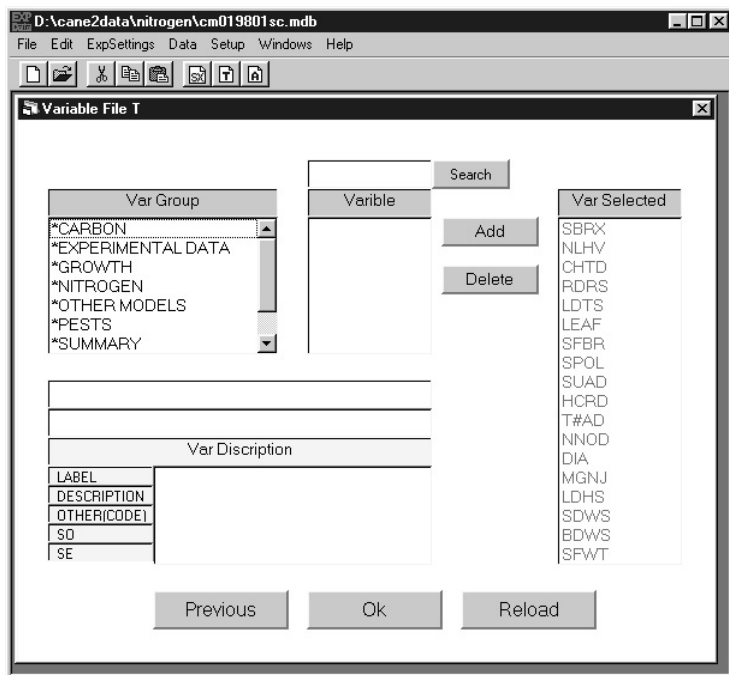 D:\cane2data\nitrogen\cm019801sc.mdb
File Edit ExpSettings Data Setup Windows Help
SX T A
Variable File T
Search
Var Group
Varible
Var Selected
*CARBON
*EXPERIMENTAL DATA
*GROWTH
*NITROGEN
*OTHER MODELS
*PESTS
*SUMMARY
Add
Delete
SBRX
NLHV
CHTD
RDRS
LDTS
LEAF
SFBR
SPOL
SUAD
HCRD
T#AD
NNOD
DIA
MGNJ
LDHS
SDWS
BDWS
SFWT
Var Discription
LABEL
DESCRIPTION
OTHER(CODE)
SO
SE
Previous Ok Reload